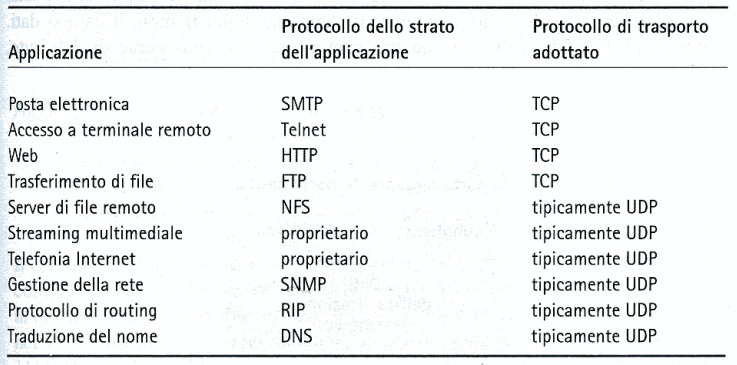 Applicazione Protocollo dello strato dell'applicazione Protocollo di trasporto adottato
Posta elettronica SMTP TCP
Accesso a terminale remoto Telnet TCP
Web HTTP TCP
Trasferimento di file FTP TCP
Server di file remoto NFS tipicamente UDP
Streaming multimediale proprietario tipicamente UDP
Telefonia Internet proprietario tipicamente UDP
Gestione della rete SNMP tipicamente UDP
Protocollo di routing RIP tipicamente UDP
Traduzione del nome DNS tipicamente UDP